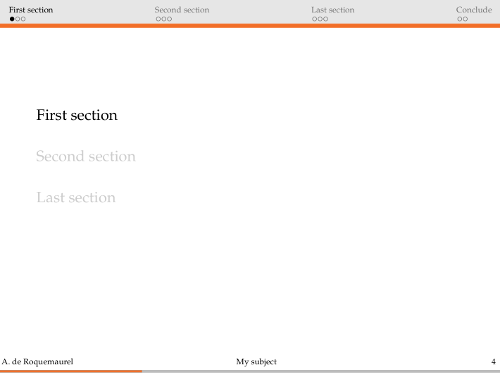 First section Second section Last section Conclude
First section
Second section
Last section
A. de Roquemaurel My subject 4